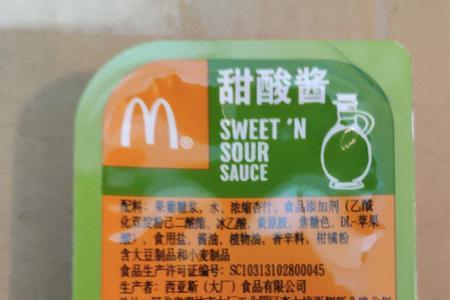 甜酸酱
SWEET 'N
SOUR
SAUCE
配料：果葡糖浆，水，浓缩杏汁，食品添加剂（乙酰
化豆淀粉己二酸酯，冰乙酸，黄原胶，焦糖色，DL-苹果
酸），食用盐，酱油，植物油，香辛料，柑橘粉
含大豆制品和小麦制品
食品生产许可证编号：SC10313102800045
生产者：西亚斯（大厂）食品有限公司